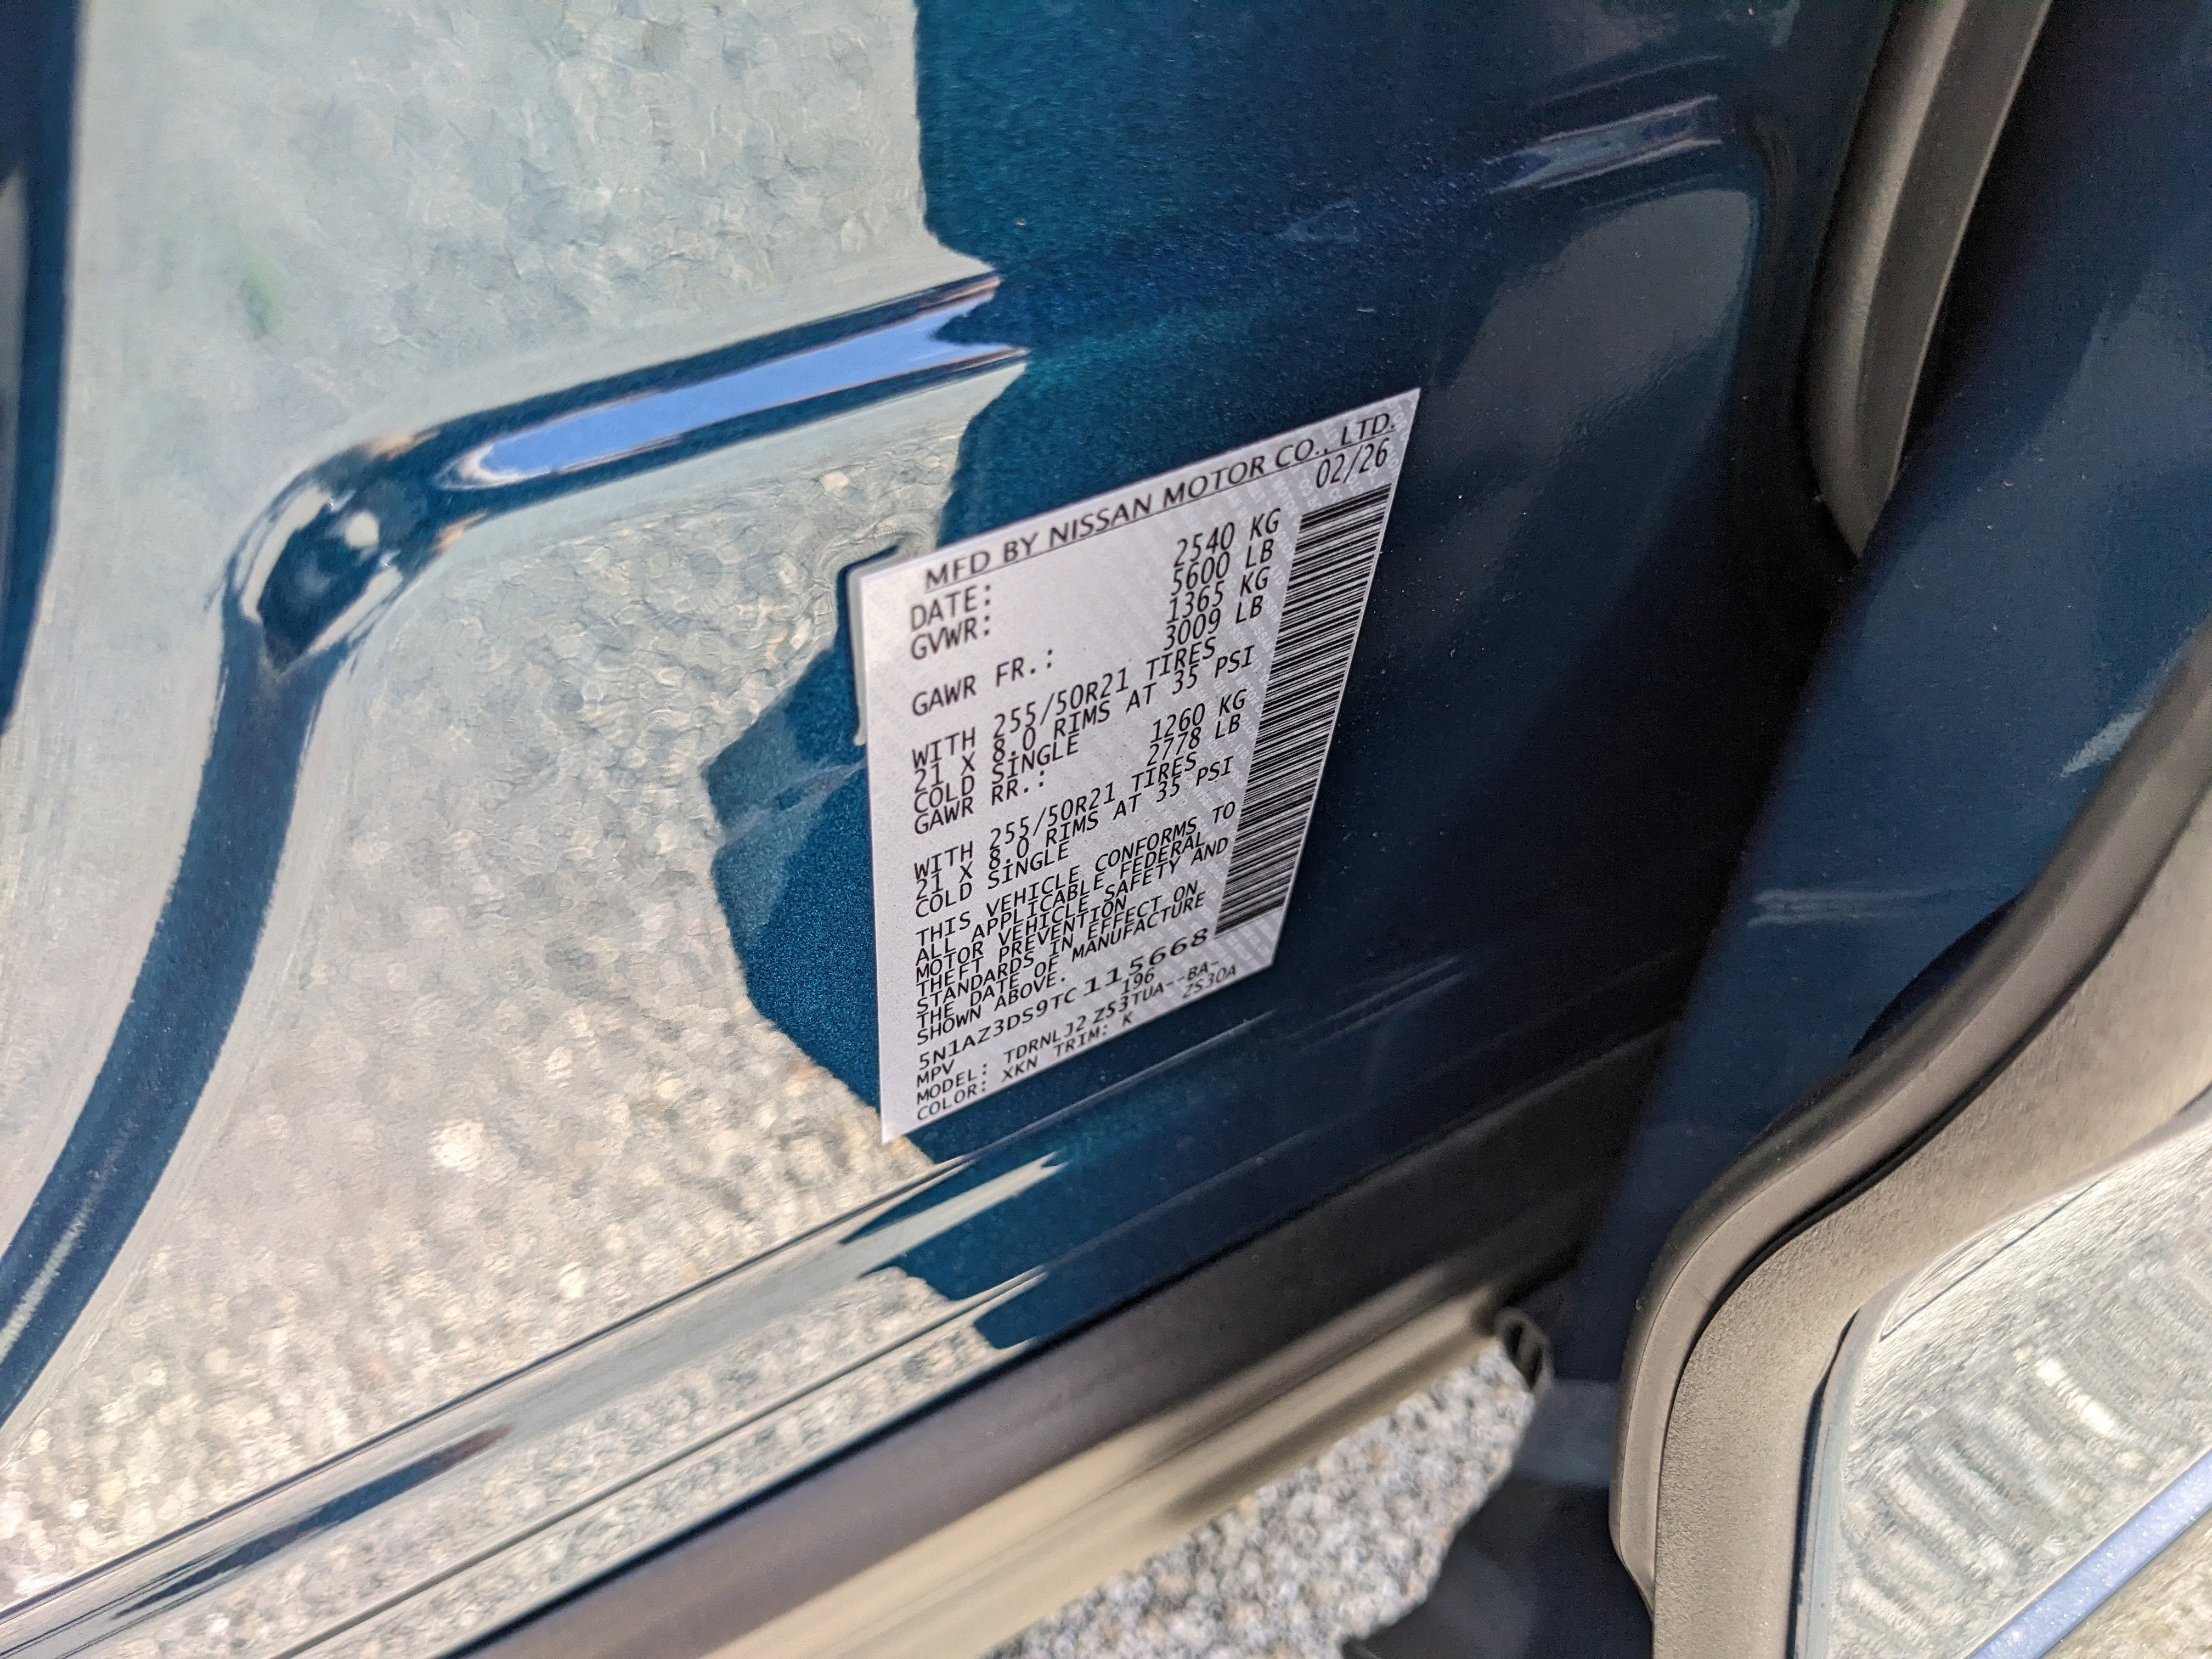 MFD BY NISSAN MOTOR CO., LTD.
DATE: 02/26
GVWR: 2540 KG
5600 LB
GAWR FR.: 1365 KG
3009 LB
WITH 255/50R21 TIRES
21 X 8.0 RIMS AT 35 PSI
COLD SINGLE
GAWR RR.: 1260 KG
2778 LB
WITH 255/50R21 TIRES
21 X 8.0 RIMS AT 35 PSI
COLD SINGLE
THIS VEHICLE CONFORMS TO
ALL APPLICABLE FEDERAL
MOTOR VEHICLE SAFETY AND
THEFT PREVENTION
STANDARDS IN EFFECT ON
THE DATE OF MANUFACTURE
SHOWN ABOVE.
5N1AZ3DS9TC115668
MPV 196
MODEL: TDRNLJ2 Z53TUA--BA-
COLOR: XKN TRIM: K ZS30A